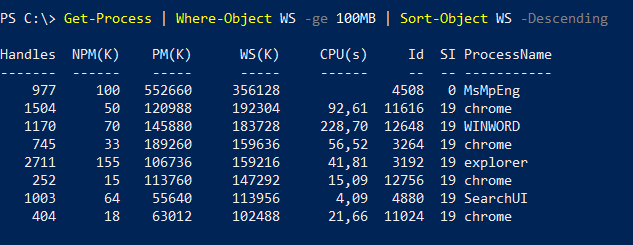 PS C:\> Get-Process | Where-Object WS -ge 100MB | Sort-Object WS -Descending
Handles NPM(K) PM(K) WS(K) CPU(s) Id SI ProcessName
------- ------ ----- ----- ------ -- -- -----------
977 100 552660 356128 4508 0 MsMpEng
1504 50 120988 192304 92,61 11616 19 chrome
1170 70 145880 183728 228,70 12648 19 WINWORD
745 33 189260 159636 56,52 3264 19 chrome
2711 155 106736 159216 41,81 3192 19 explorer
252 15 113760 147292 15,09 12756 19 chrome
1003 64 55640 113956 4,09 4880 19 SearchUI
404 18 63012 102488 21,66 11024 19 chrome